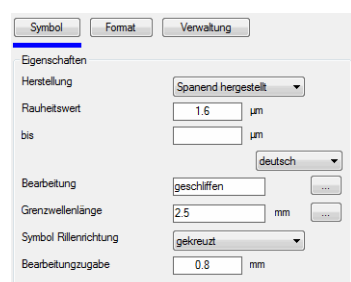 Symbol Format Verwaltung
Eigenschaften
Herstellung Spanend hergestellt
Rauheitswert 1.6 µm
bis µm
deutsch
Bearbeitung geschliffen ...
Grenzwellenlänge 2.5 mm ...
Symbol Rillenrichtung gekreuzt
Bearbeitungzugabe 0.8 mm